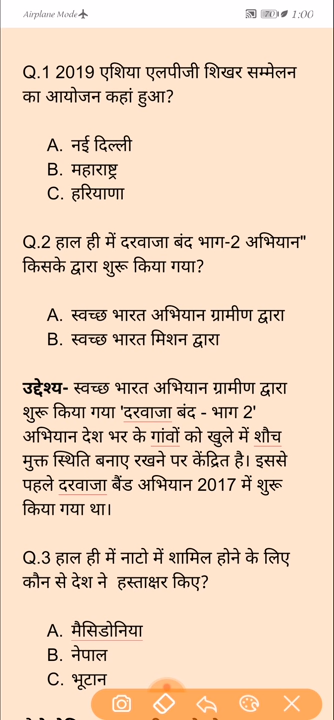 Airplane Mode 70 1:00
Q.1 2019 एशिया एलपीजी शिखर सम्मेलन
का आयोजन कहां हुआ?
A. नई दिल्ली
B. महाराष्ट्र
C. हरियाणा
Q.2 हाल ही में दरवाजा बंद भाग-2 अभियान"
किसके द्वारा शुरू किया गया?
A. स्वच्छ भारत अभियान ग्रामीण द्वारा
B. स्वच्छ भारत मिशन द्वारा
उद्देश्य- स्वच्छ भारत अभियान ग्रामीण द्वारा
शुरू किया गया 'दरवाजा बंद - भाग 2'
अभियान देश भर के गांवों को खुले में शौच
मुक्त स्थिति बनाए रखने पर केंद्रित है। इससे
पहले दरवाजा बैंड अभियान 2017 में शुरू
किया गया था।
Q.3 हाल ही में नाटो में शामिल होने के लिए
कौन से देश ने हस्ताक्षर किए?
A. मैसिडोनिया
B. नेपाल
C. भूटान